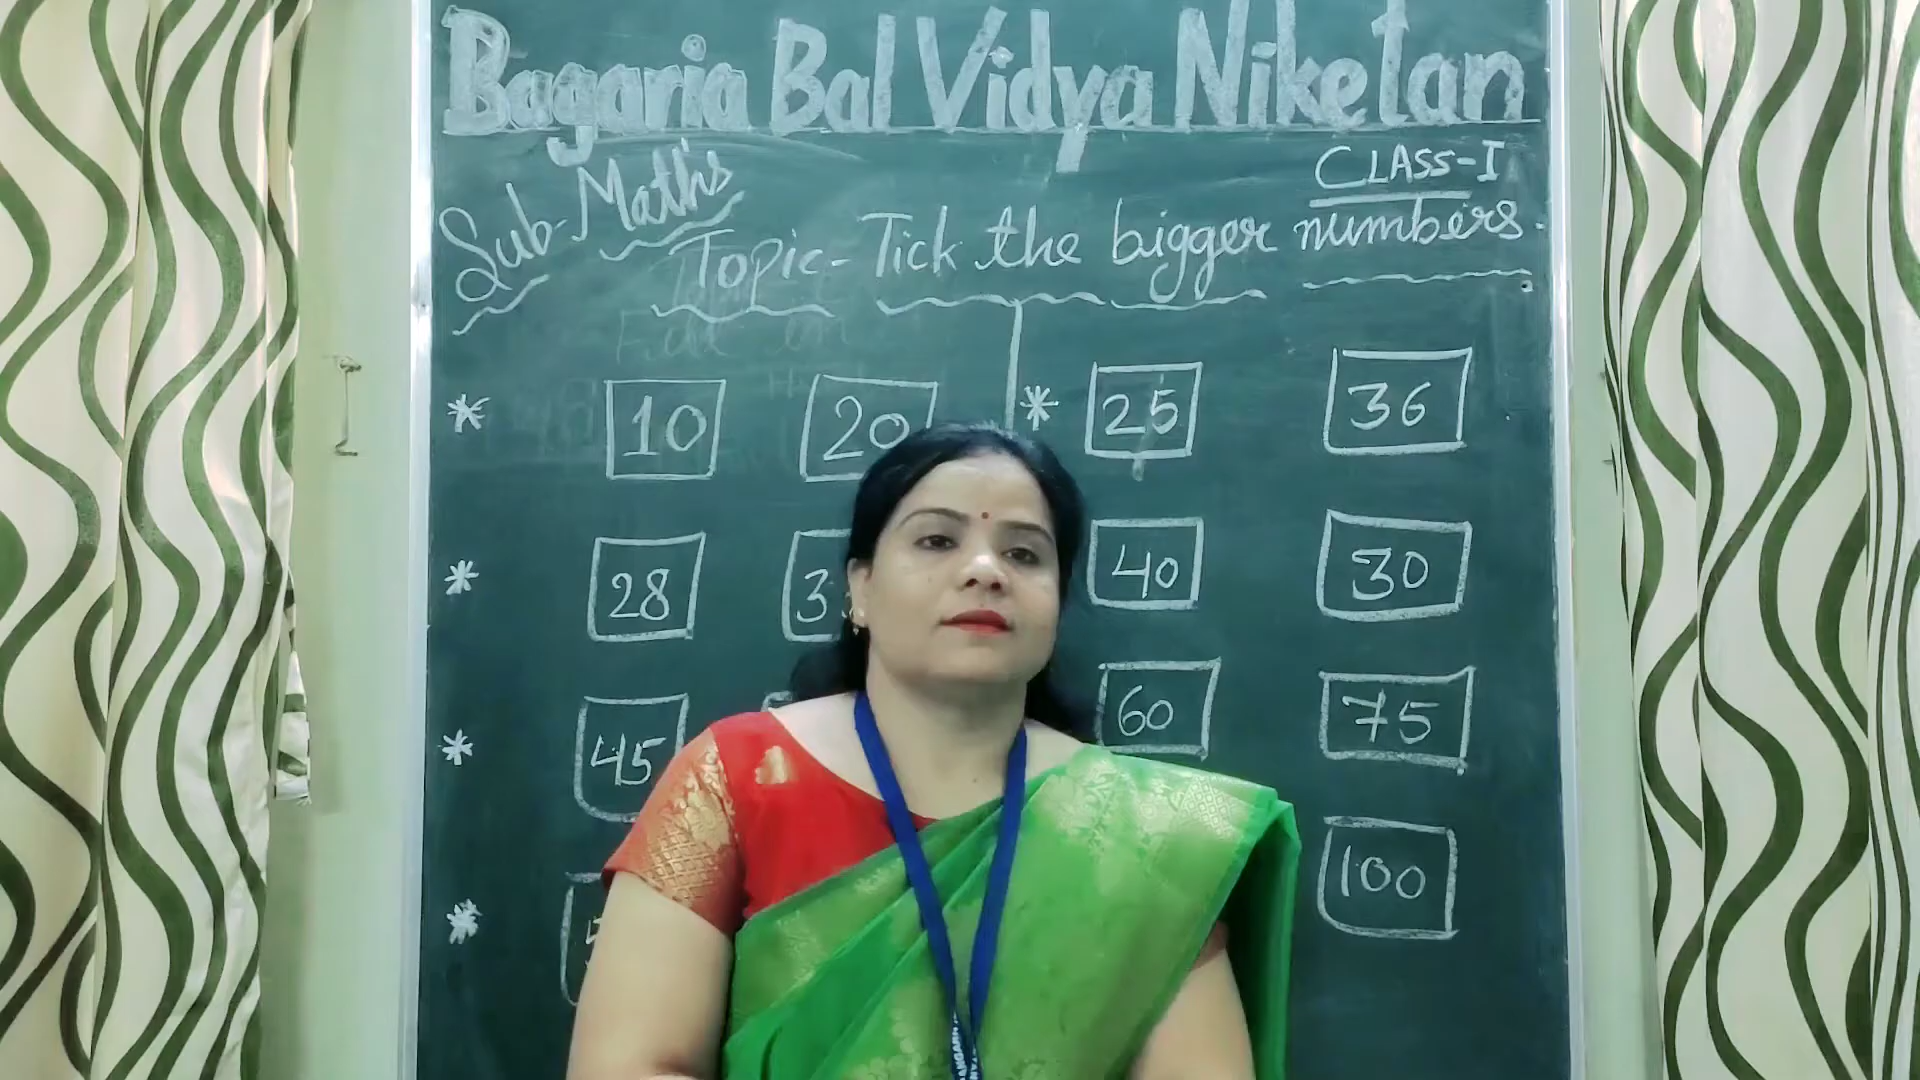 Bagaria Bal Vidya Niketan
CLASS-I
Sub-Maths
Topic- Tick the bigger numbers.
* 10 20 * 25 36
* 28 40 30
* 45 60 75
* 100